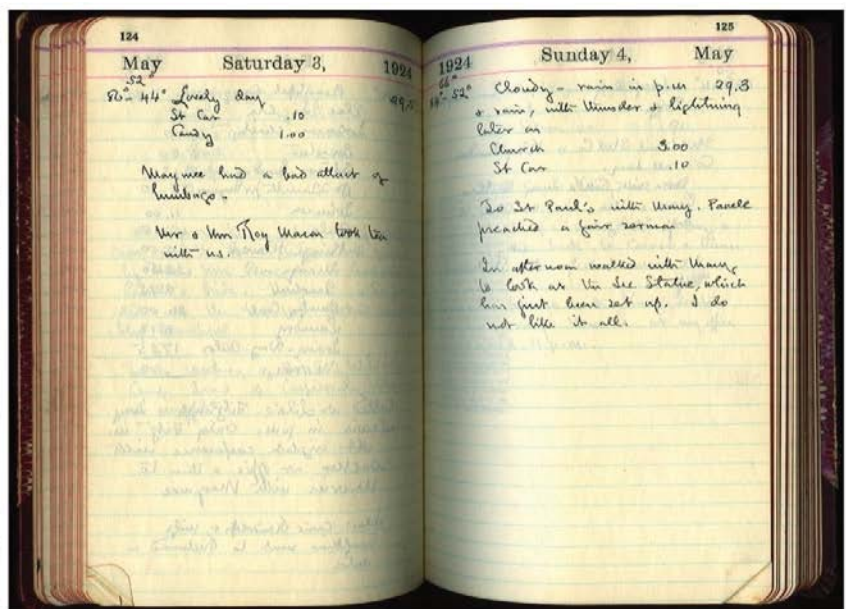 124
May Saturday 3, 1924
52°
80°-44° Lovely day 29.5
St Car .10
Candy 1.00
Maymee had a bad attack of
lumbago.
Mr & Mrs Roy Mason took tea
with us.
125
1924 Sunday 4, May
66°
52° Cloudy - rain in p.m 29.3
& rain, with thunder & lightning
later on
Church 3.00
St Car .10
To St Paul's with Mary.
preached a fair sermon
In afternoon walked with Mary
to look at the Lee Statue, which
has just been set up. I do
not like it all.